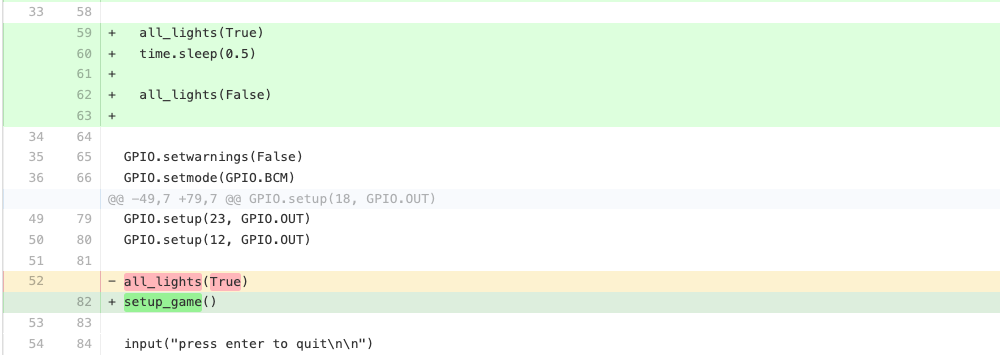 33 58
59 + all_lights(True)
60 + time.sleep(0.5)
61 +
62 + all_lights(False)
63 +
34 64
35 65 GPIO.setwarnings(False)
36 66 GPIO.setmode(GPIO.BCM)
@@ -49,7 +79,7 @@ GPIO.setup(18, GPIO.OUT)
49 79 GPIO.setup(23, GPIO.OUT)
50 80 GPIO.setup(12, GPIO.OUT)
51 81
52 - all_lights(True)
82 + setup_game()
53 83
54 84 input("press enter to quit\n\n")